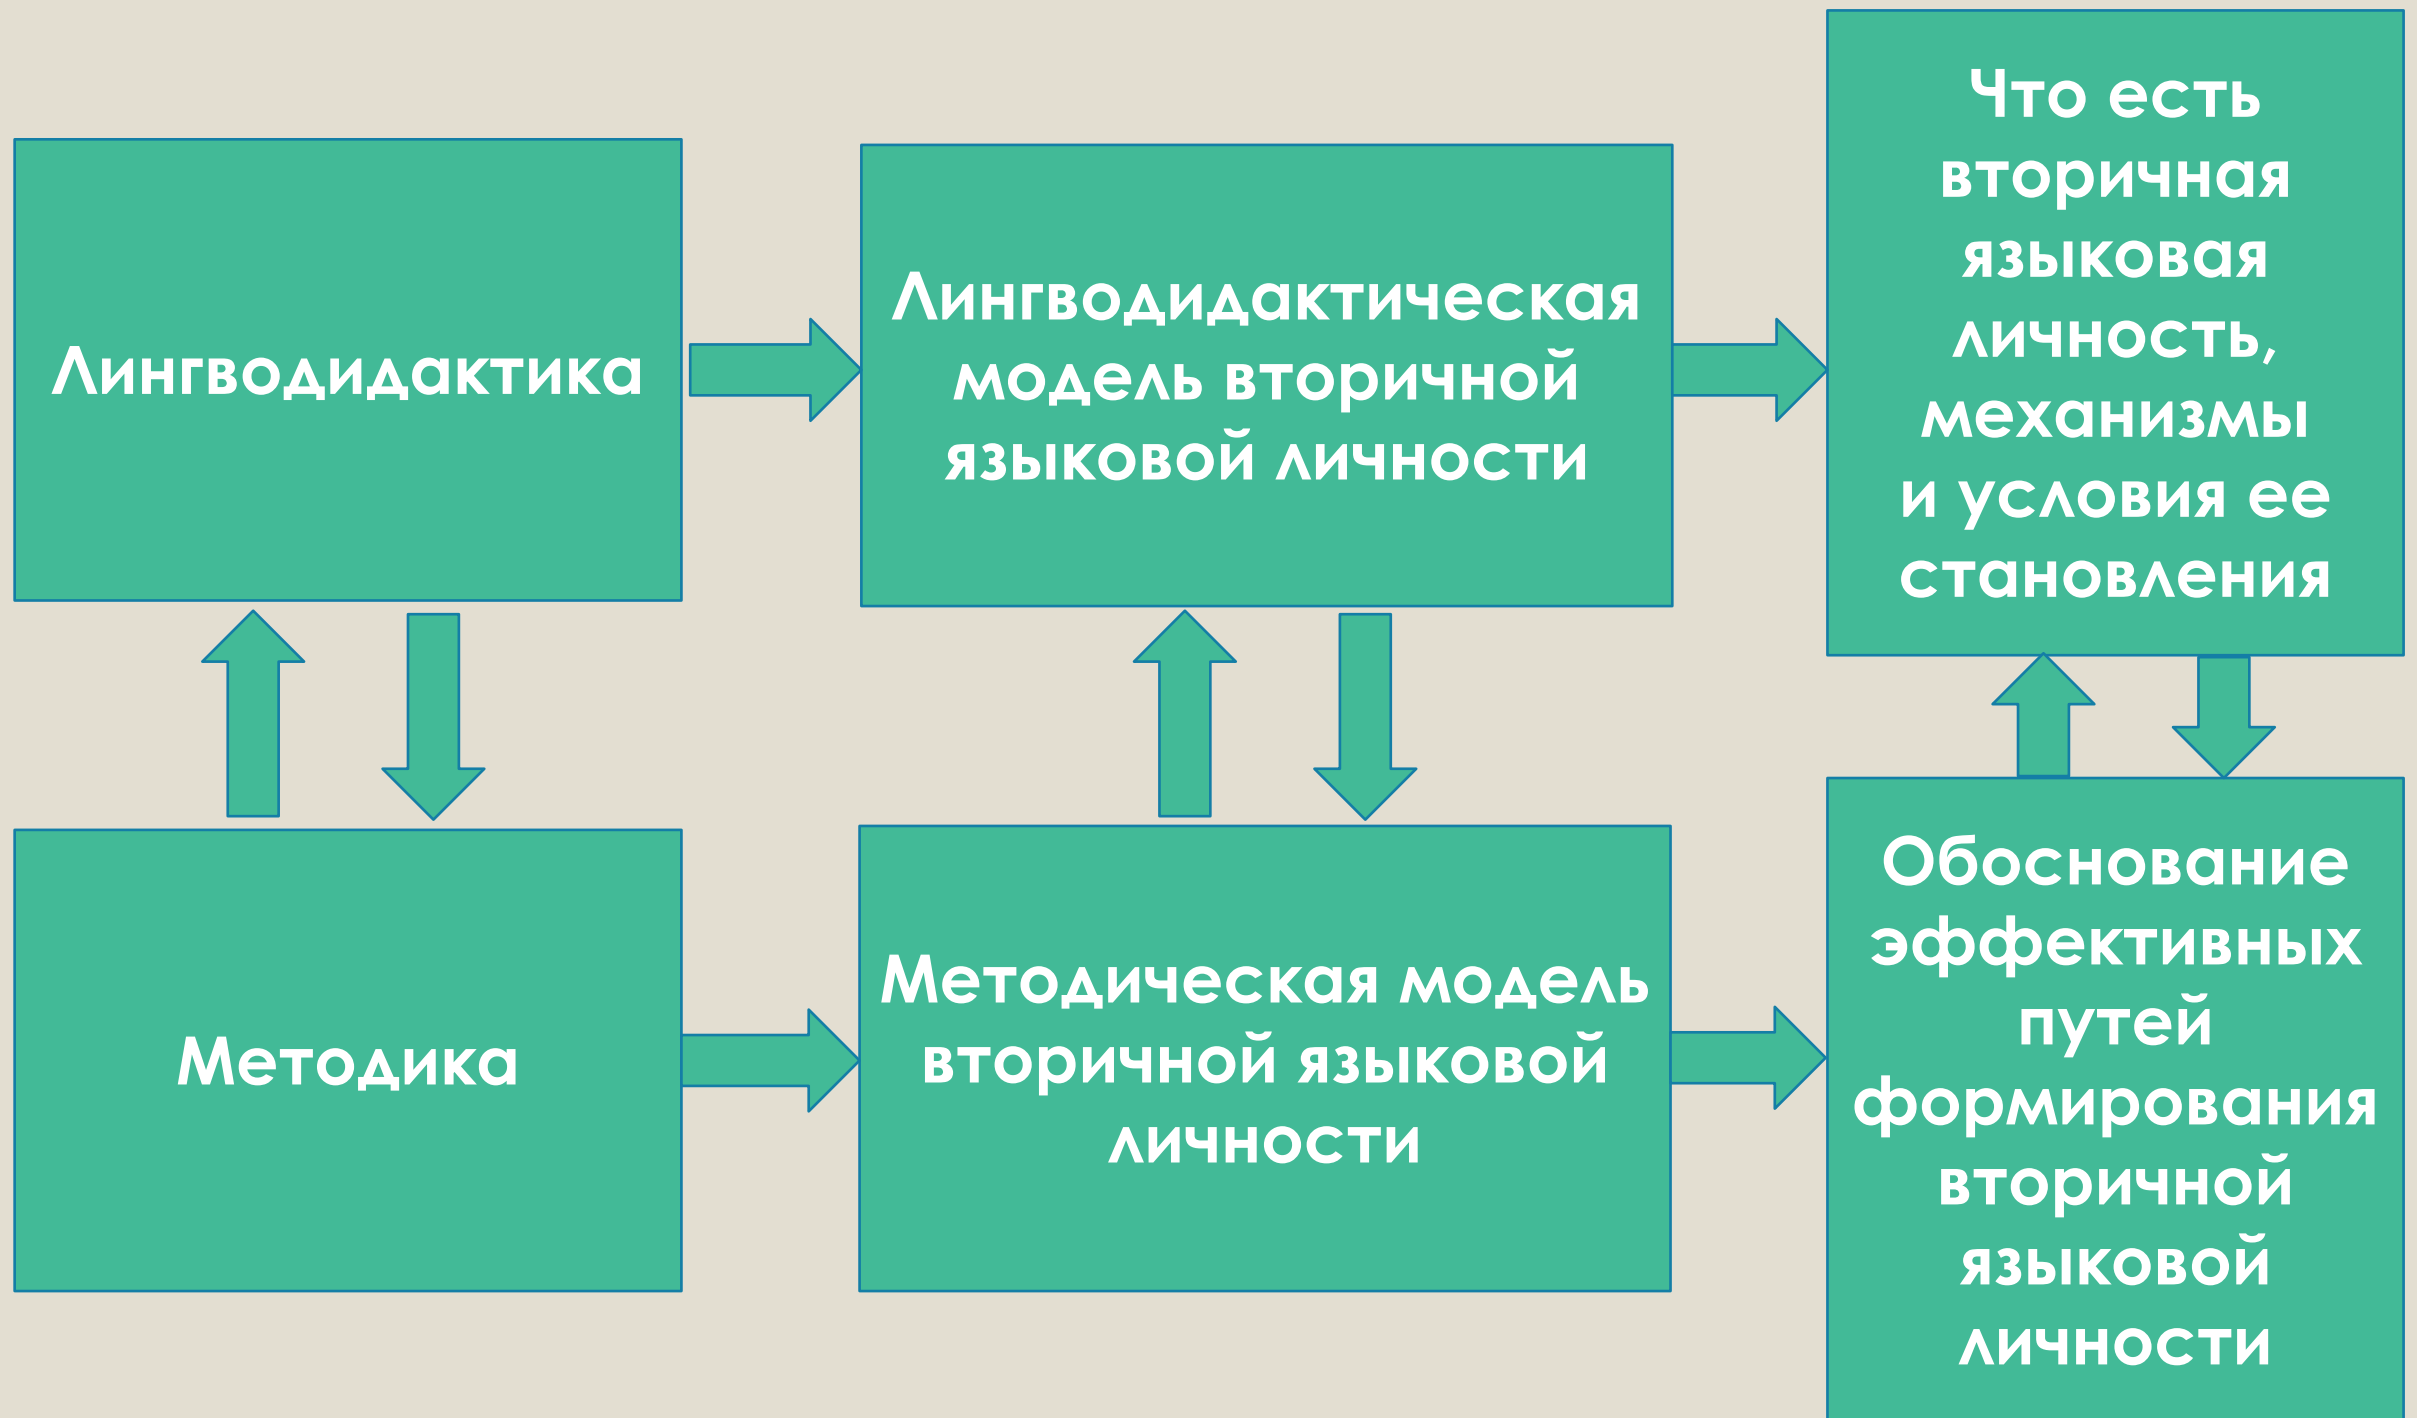 Лингводидактика
Лингводидактическая
модель вторичной
языковой личности
Что есть
вторичная
языковая
личность,
механизмы
и условия ее
становления
Методика
Методическая модель
вторичной языковой
личности
Обоснование
эффективных
путей
формирования
вторичной
языковой
личности